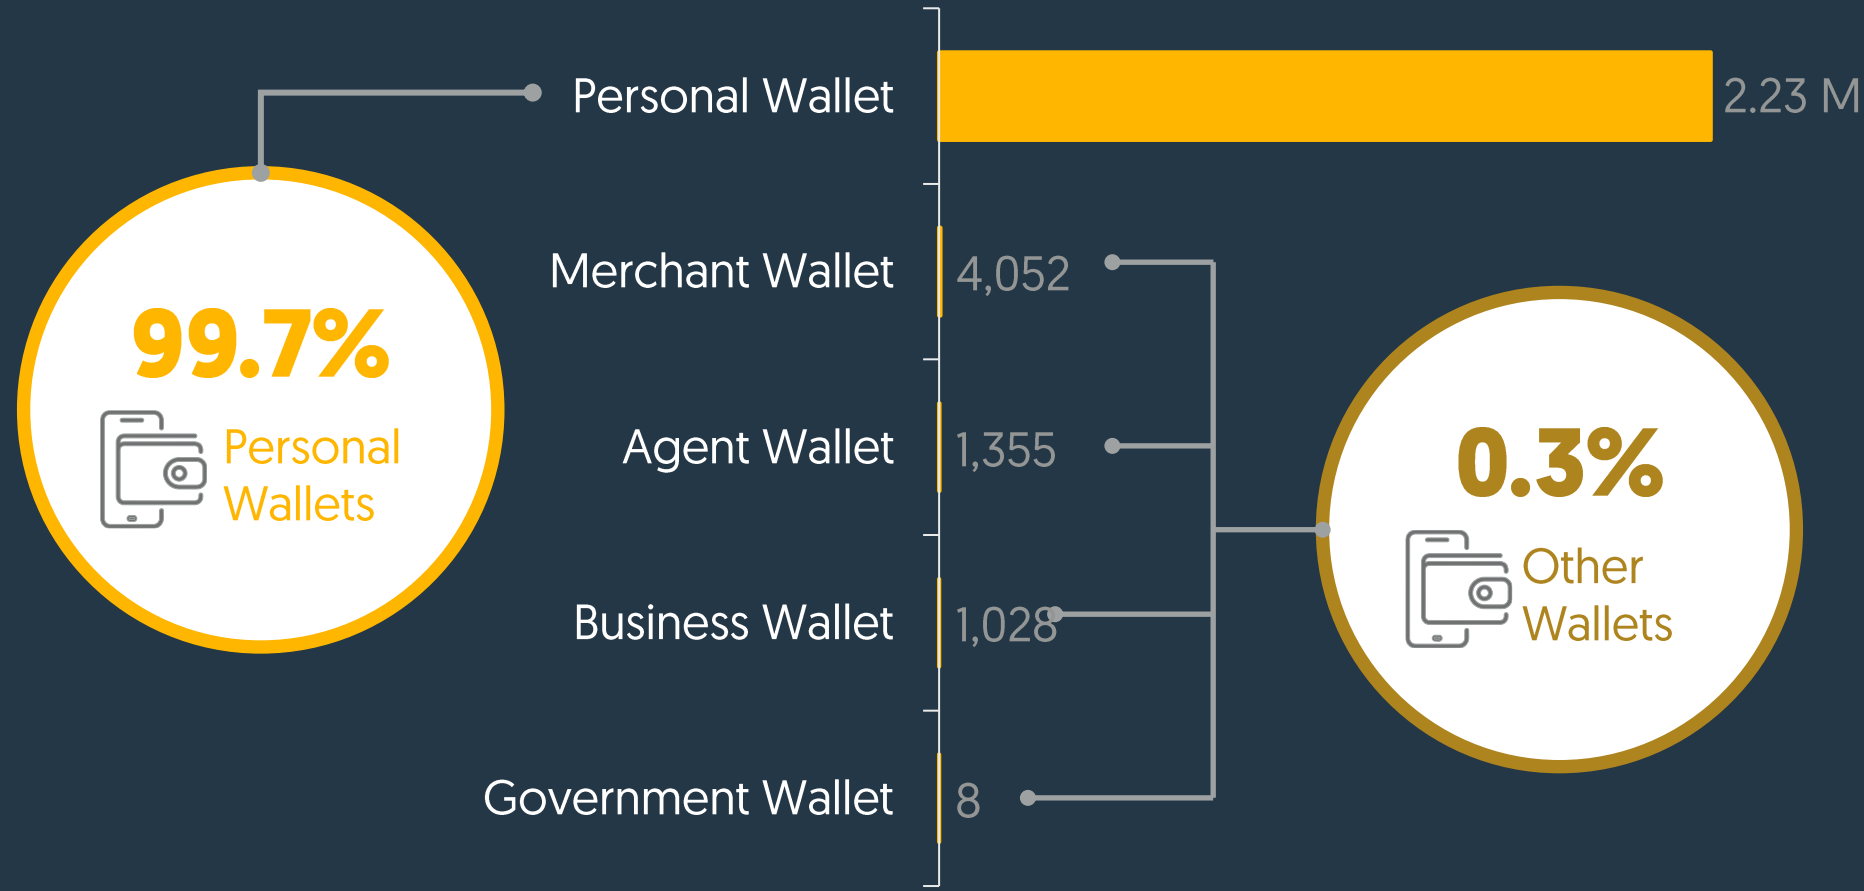 Personal Wallet
2.23 M
99.7%
Personal
Wallets
Merchant Wallet
4,052
Agent Wallet
1,355
Business Wallet
1,028
Government Wallet
8
0.3%
Other
Wallets